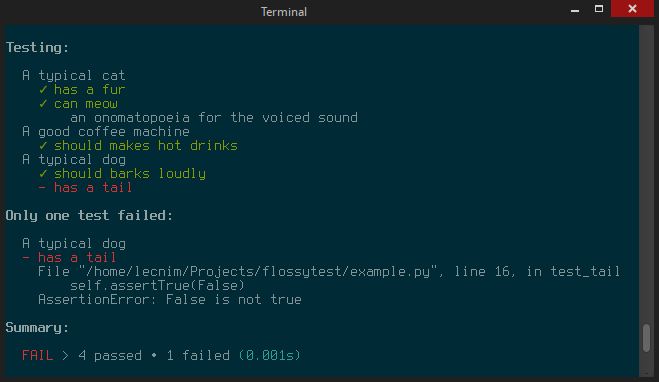 Terminal
Testing:
A typical cat
✓ has a fur
✓ can meow
an onomatopoeia for the voiced sound
A good coffee machine
✓ should makes hot drinks
A typical dog
✓ should barks loudly
- has a tail
Only one test failed:
A typical dog
- has a tail
File "/home/lecnim/Projects/flossytest/example.py", line 16, in test_tail
self.assertTrue(False)
AssertionError: False is not true
Summary:
FAIL > 4 passed • 1 failed (0.001s)